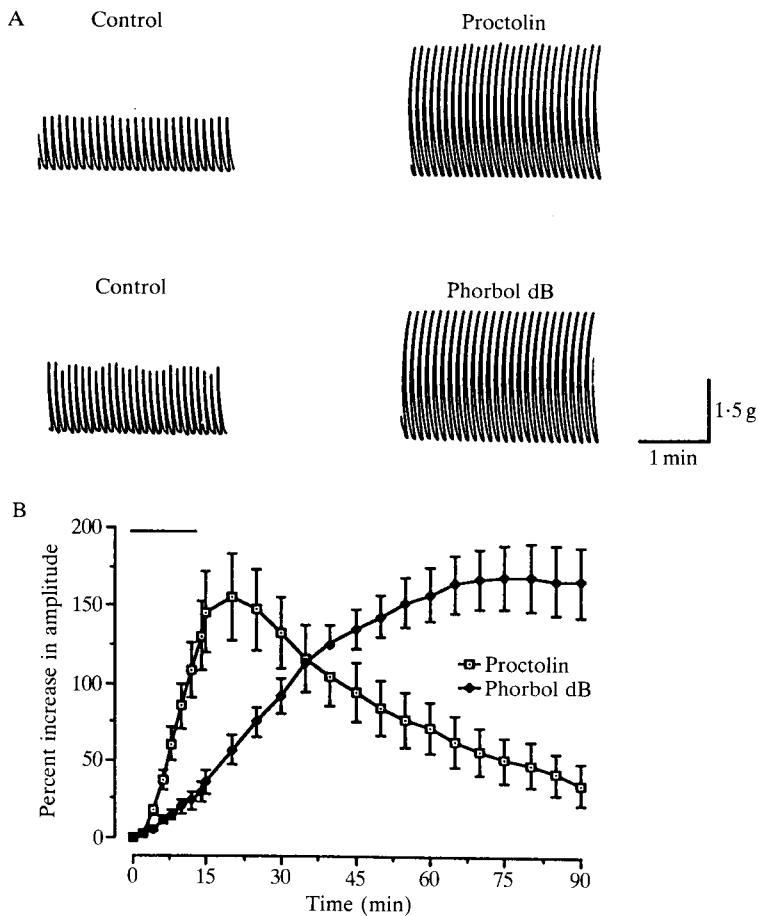 A
Control
Proctolin
Control
Phorbol dB
1·5 g
1 min
B
200
150
100
50
0
Percent increase in amplitude
Proctolin
Phorbol dB
0 15 30 45 60 75 90
Time (min)